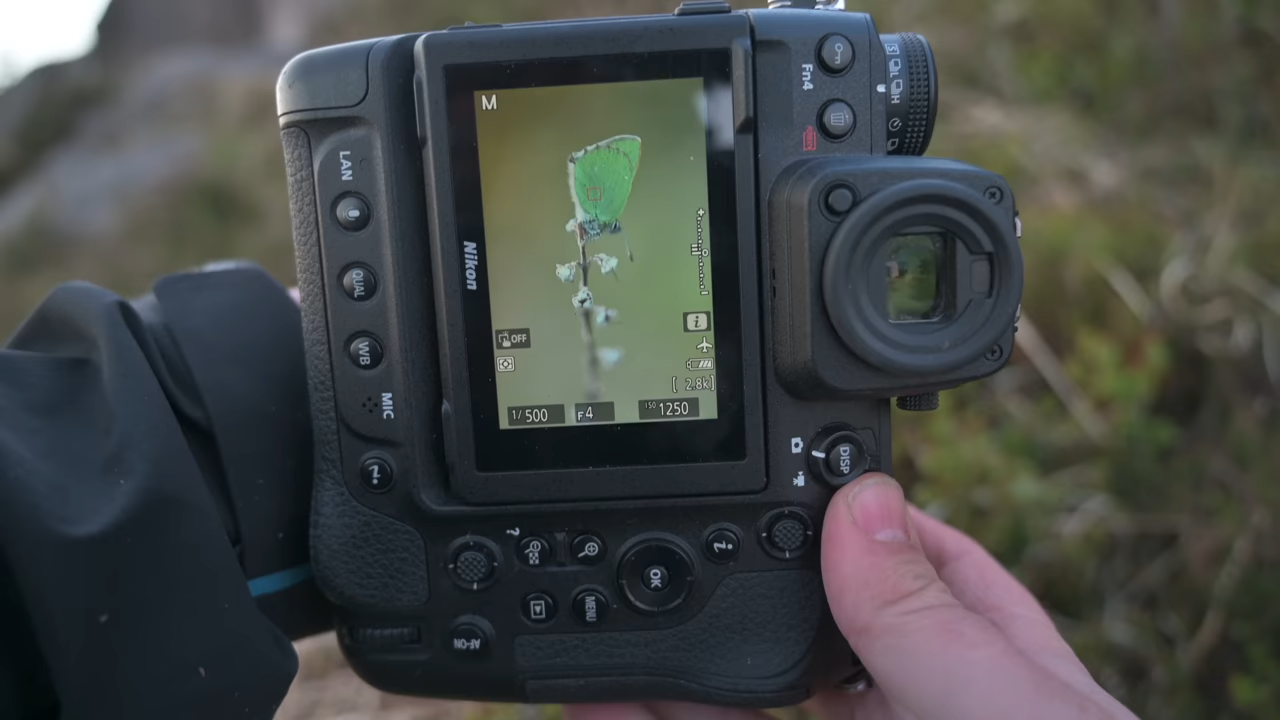 M
OFF
[ 2.8k]
1/500
F4
ISO 1250
Nikon
LAN
QUAL
WB
MIC
Fn4
S
L
H
DISP
?
i
OK
MENU
AF-ON